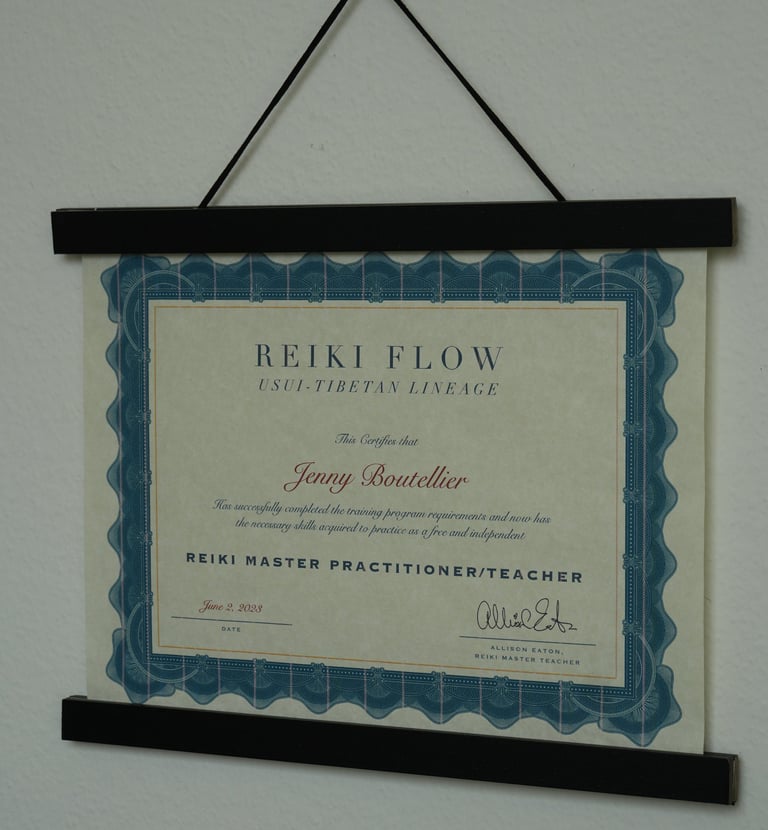 REIKI FLOW
USUI-TIBETAN LINEAGE
This Certifies that
Jenny Boutellier
Has successfully completed the training program requirements and now has
the necessary skills acquired to practice as a free and independent
REIKI MASTER PRACTITIONER/TEACHER
June 2, 2023
DATE
Allison Eaton
ALLISON EATON,
REIKI MASTER TEACHER